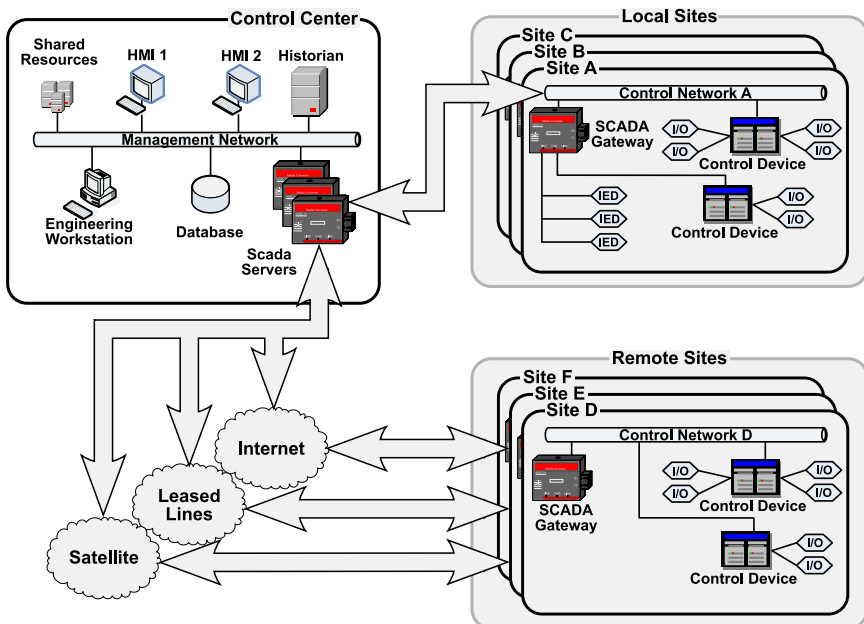 Control Center
Shared
Resources
HMI 1
HMI 2
Historian
Management Network
Engineering
Workstation
Database
Scada
Servers
Local Sites
Site C
Site B
Site A
Control Network A
SCADA
Gateway
I/O
I/O
I/O
I/O
Control Device
IED
IED
IED
I/O
I/O
Control Device
Internet
Leased
Lines
Satellite
Remote Sites
Site F
Site E
Site D
Control Network D
SCADA
Gateway
I/O
I/O
I/O
I/O
Control Device
I/O
I/O
Control Device